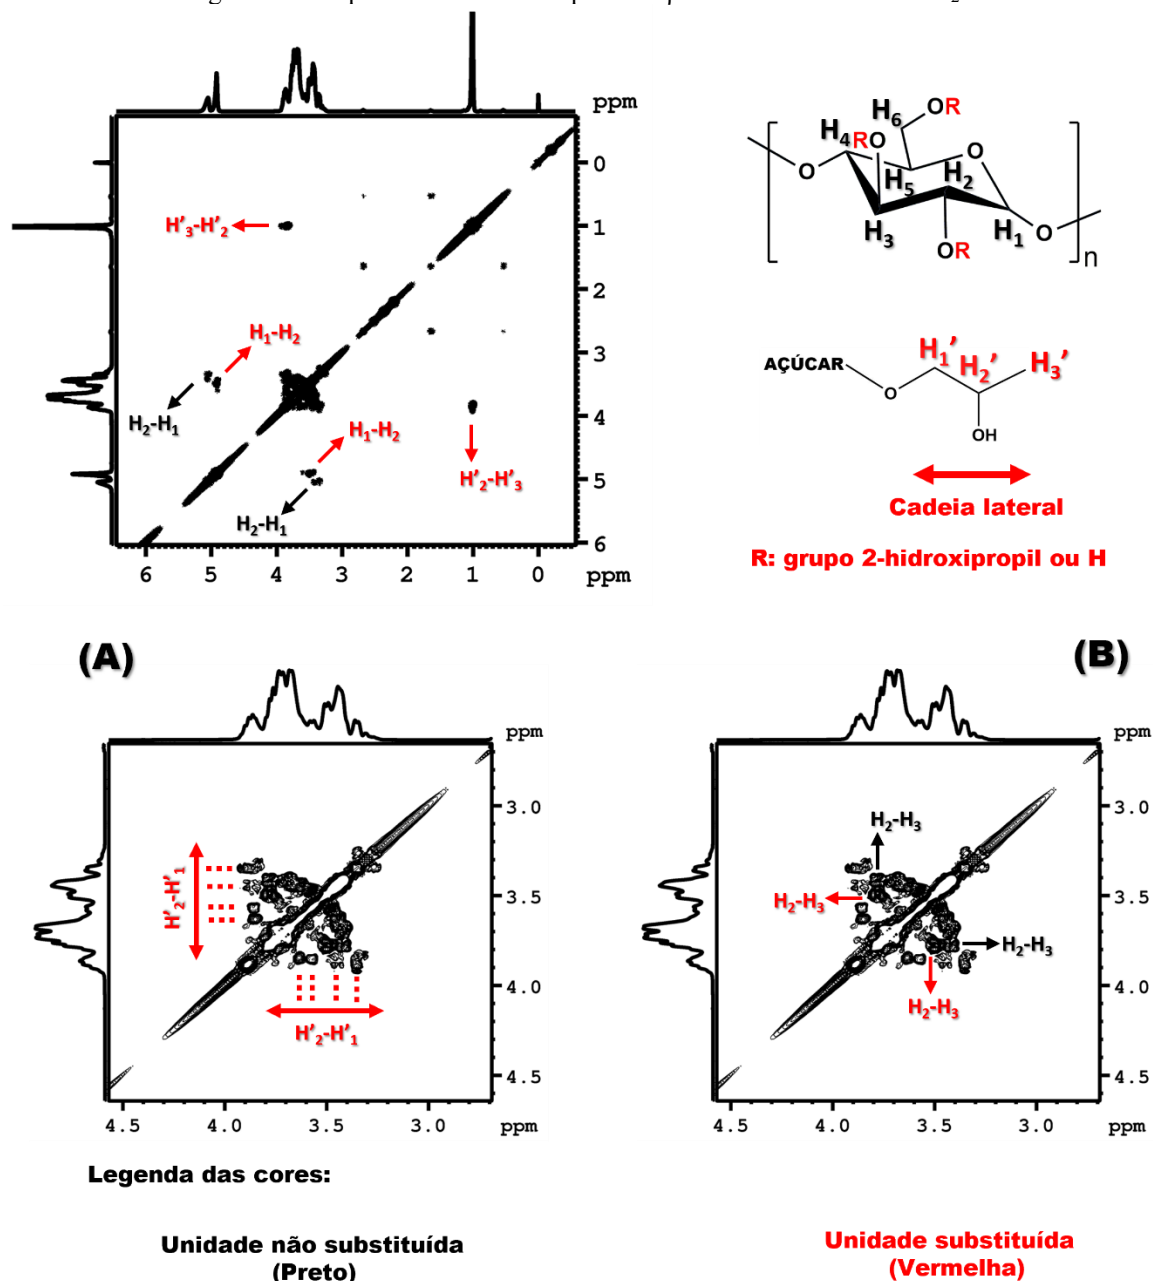 ppm
0
1
2
3
4
5
6
6 5 4 3 2 1 0 ppm
H'₃-H'₂
H₁-H₂
H₂-H₁
H₁-H₂
H₂-H₁
H'₂-H'₃
OR
H₆
H₄ RO
O
O
H₅ H₂
H₃
OR
H₁ O
n
AÇÚCAR
O
H₁' H₂' H₃'
OH
Cadeia lateral
R: grupo 2-hidroxipropil ou H
(A)
ppm
3.0
3.5
4.0
4.5
4.5 4.0 3.5 3.0 ppm
H'₂-H'₁
H'₂-H'₁
(B)
ppm
3.0
3.5
4.0
4.5
4.5 4.0 3.5 3.0 ppm
H₂-H₃
H₂-H₃
H₂-H₃
H₂-H₃
Legenda das cores:
Unidade não substituída
(Preto)
Unidade substituída
(Vermelha)